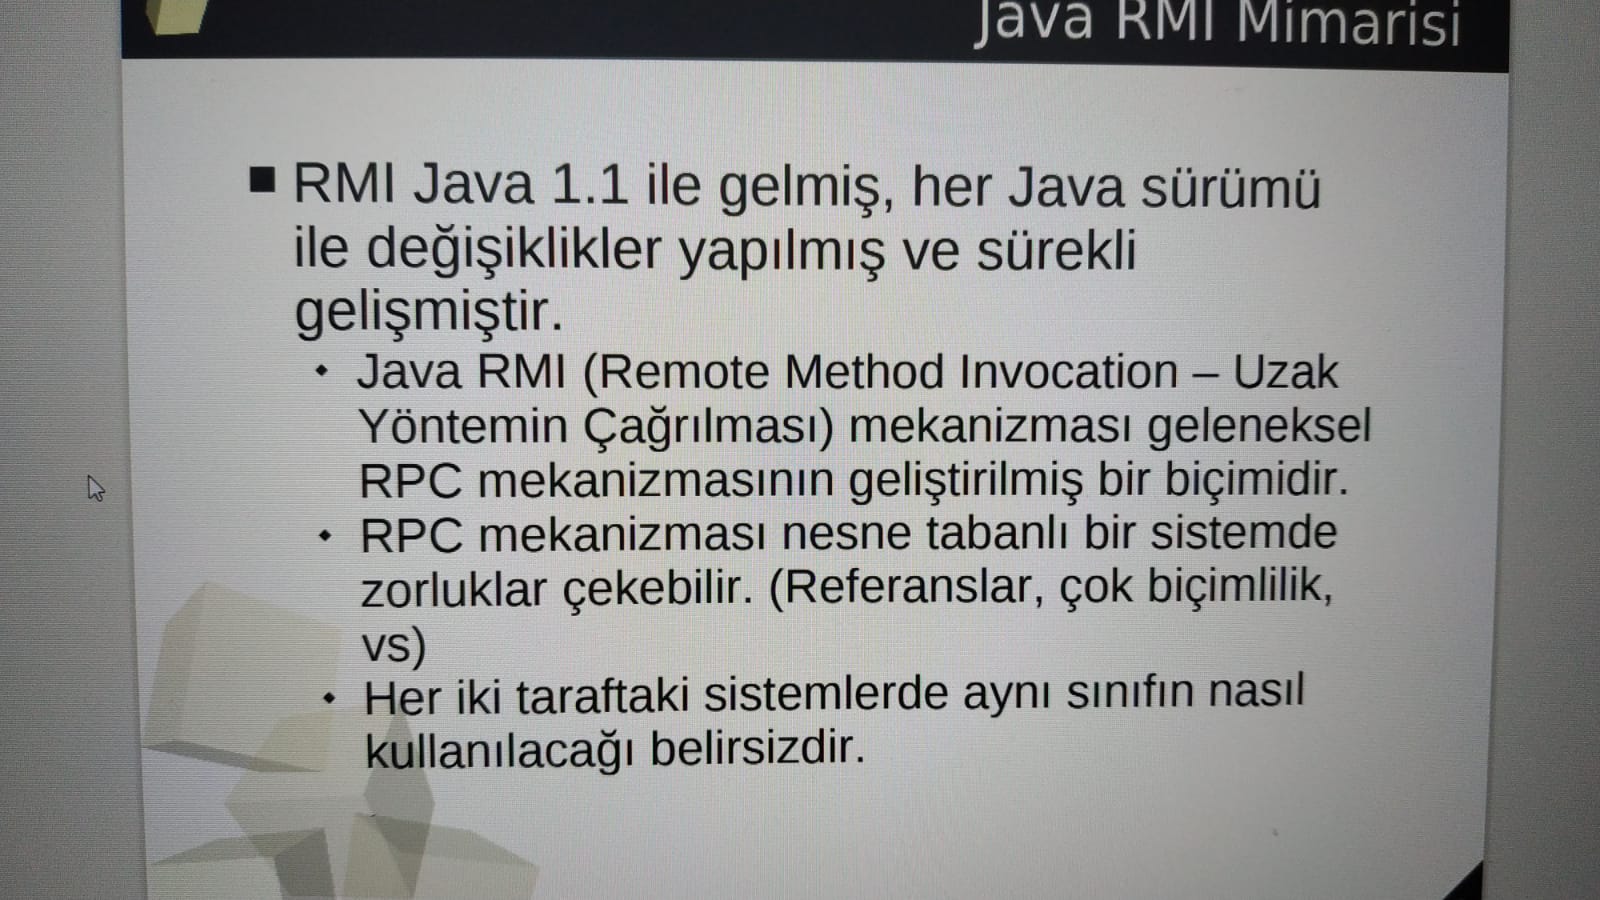 Java RMI Mimarisi
RMI Java 1.1 ile gelmiş, her Java sürümü
ile değişiklikler yapılmış ve sürekli
gelişmiştir.
Java RMI (Remote Method Invocation – Uzak
Yöntemin Çağrılması) mekanizması geleneksel
RPC mekanizmasının geliştirilmiş bir biçimidir.
RPC mekanizması nesne tabanlı bir sistemde
zorluklar çekebilir. (Referanslar, çok biçimlilik,
vs)
Her iki taraftaki sistemlerde aynı sınıfın nasıl
kullanılacağı belirsizdir.